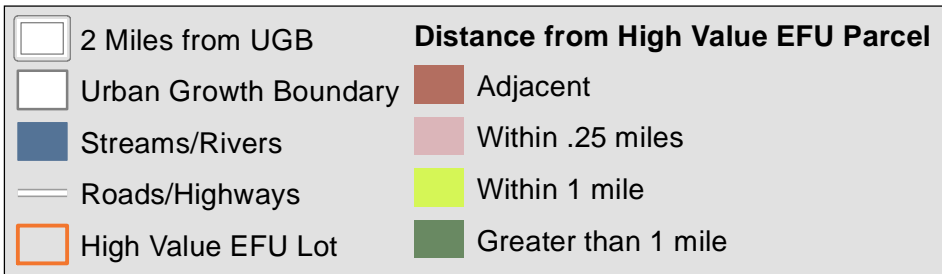 2 Miles from UGB
Urban Growth Boundary
Streams/Rivers
Roads/Highways
High Value EFU Lot
Distance from High Value EFU Parcel
Adjacent
Within .25 miles
Within 1 mile
Greater than 1 mile